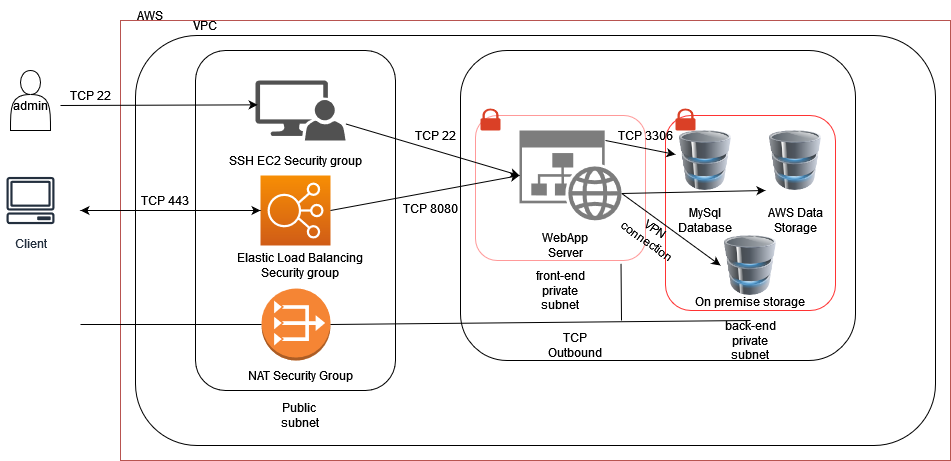 AWS
VPC
admin
TCP 22
SSH EC2 Security group
TCP 22
TCP 3306
TCP 443
Client
TCP 8080
Elastic Load Balancing
Security group
WebApp
Server
MySql
Database
AWS Data
Storage
VPN
connection
front-end
private
subnet
On premise storage
NAT Security Group
TCP
Outbound
back-end
private
subnet
Public
subnet